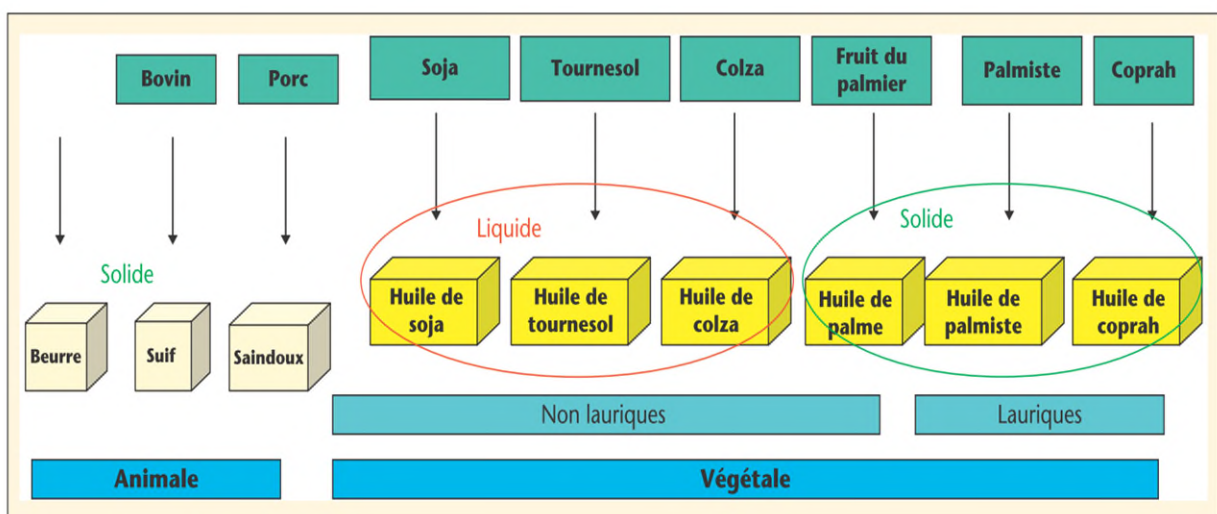 Bovin
Porc
Soja
Tournesol
Colza
Fruit du
palmier
Palmiste
Coprah
Liquide
Solide
Solide
Huile de
soja
Huile de
tournesol
Huile de
colza
Huile de
palme
Huile de
palmiste
Huile de
coprah
Beurre
Suif
Saindoux
Non lauriques
Lauriques
Animale
Végétale